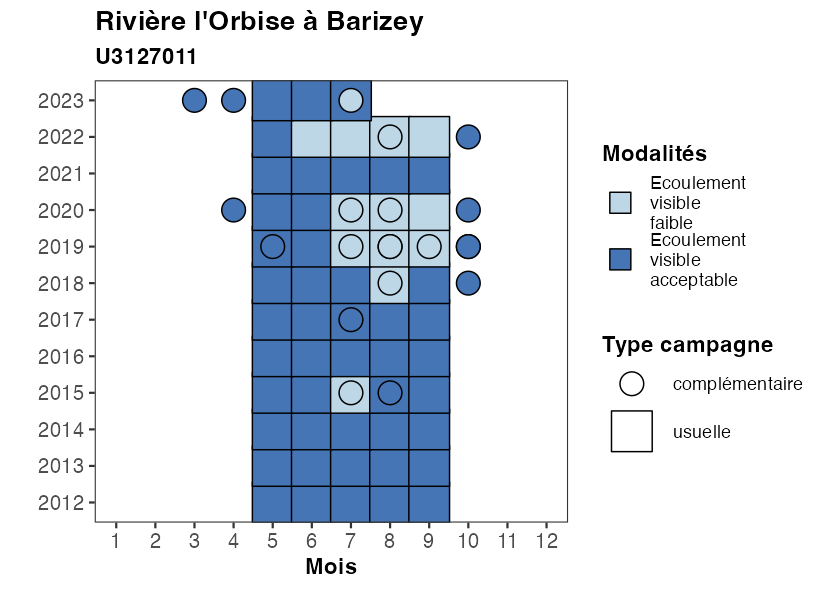 Rivière l'Orbise à Barizey
U3127011
2023
2022
2021
2020
2019
2018
2017
2016
2015
2014
2013
2012
1 2 3 4 5 6 7 8 9 10 11 12
Mois
Modalités
Ecoulement
visible
faible
Ecoulement
visible
acceptable
Type campagne
complémentaire
usuelle